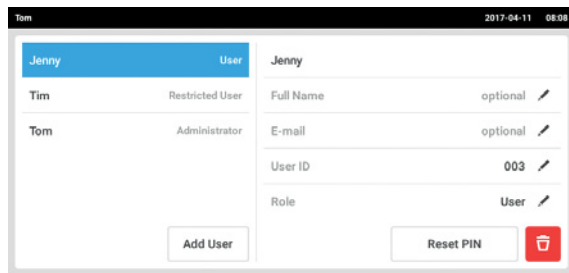 Tom 2017-04-11 08:08
Jenny User
Tim Restricted User
Tom Administrator
Add User
Jenny
Full Name optional
E-mail optional
User ID 003
Role User
Reset PIN